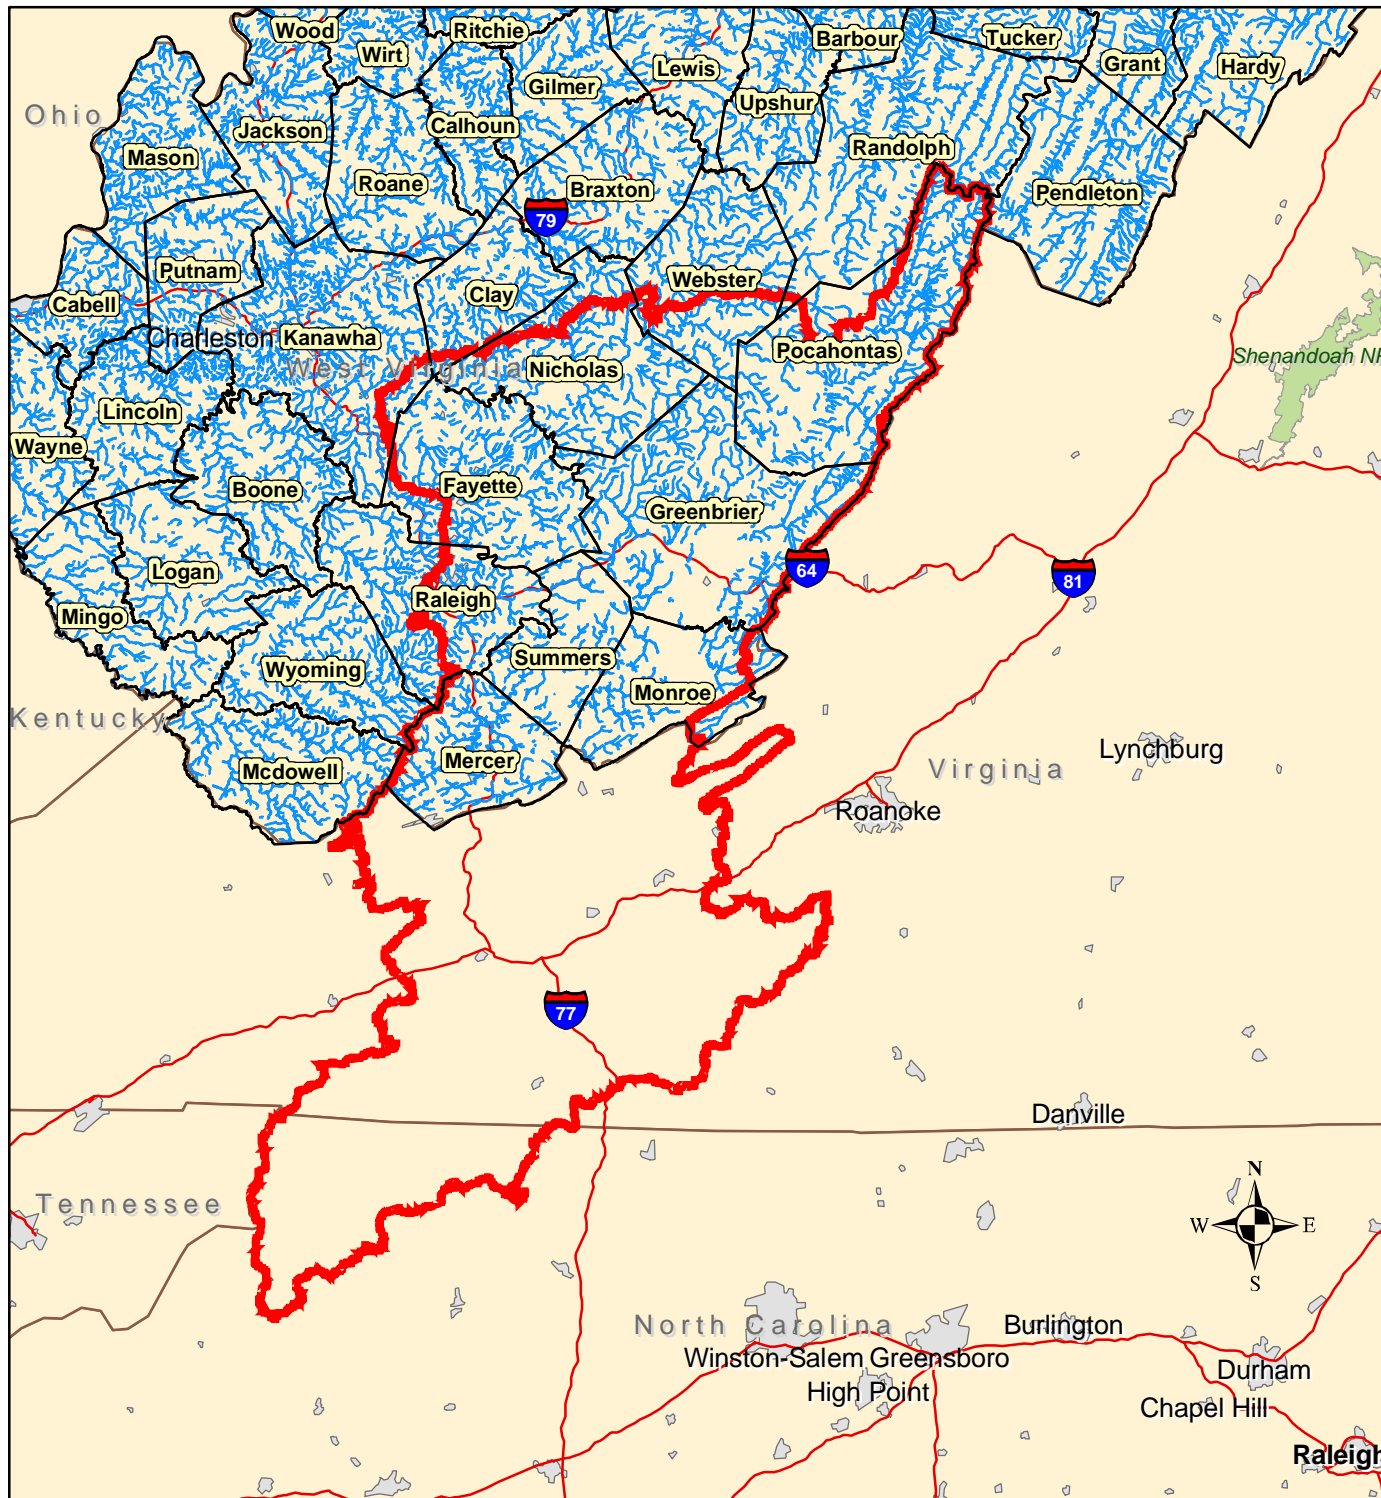 Wood
Ritchie
Wirt
Barbour
Tucker
Grant
Hardy
Lewis
Gilmer
Upshur
Ohio
Jackson
Calhoun
Mason
Randolph
Roane
Braxton
Pendleton
79
Putnam
Webster
Clay
Cabell
Charleston
Kanawha
Pocahontas
Shenandoah NP
West Virginia
Nicholas
Lincoln
Wayne
Boone
Fayette
Greenbrier
Logan
64
81
Raleigh
Mingo
Summers
Wyoming
Monroe
Kentucky
Lynchburg
Mercer
Mcdowell
Virginia
Roanoke
77
Danville
N
Tennessee
W
E
S
North Carolina
Burlington
Winston-Salem
Greensboro
Durham
High Point
Chapel Hill
Raleigh